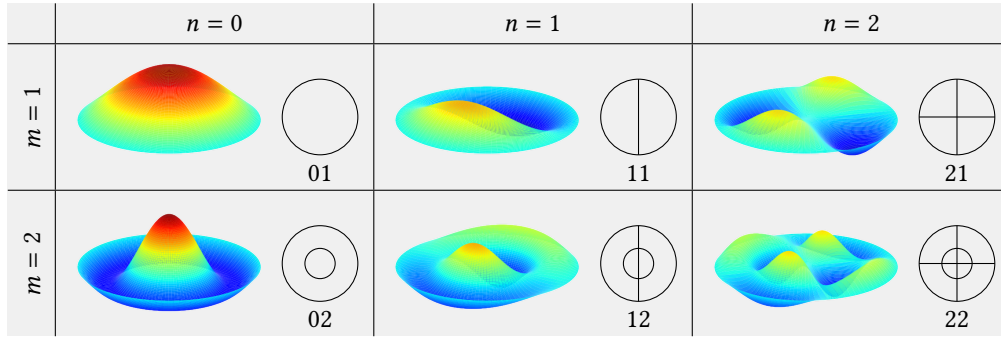 n = 0 n = 1 n = 2
m = 1
01 11 21
m = 2
02 12 22